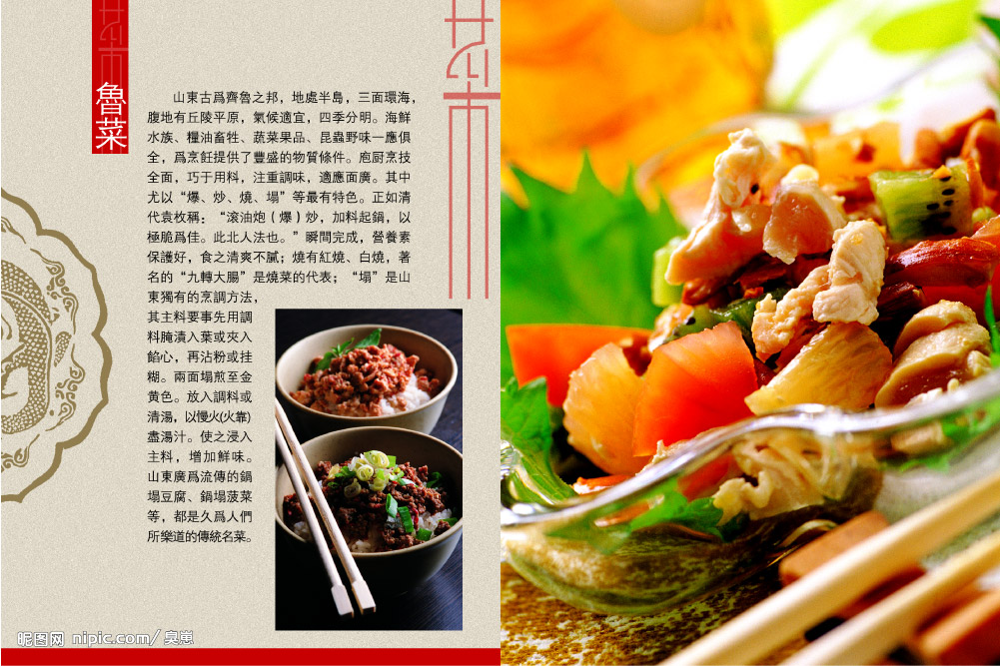 魯菜
山東古爲齊魯之邦，地處半島，三面環海，
腹地有丘陵平原，氣候適宜，四季分明。海鮮
水族、糧油畜牲、蔬菜果品、昆蟲野味一應俱
全，爲烹飪提供了豐盛的物質條件。庖厨烹技
全面，巧于用料，注重調味，適應面廣。其中
尤以“爆、炒、燒、塌”等最有特色。正如清
代袁枚稱：“滚油炮（爆）炒，加料起鍋，以
極脆爲佳。此北人法也。”瞬間完成，營養素
保護好，食之清爽不膩；燒有紅燒、白燒，著
名的“九轉大腸”是燒菜的代表；“塌”是山
東獨有的烹調方法，
其主料要事先用調
料腌漬入葉或夾入
餡心，再沾粉或挂
糊。兩面塌煎至金
黄色。放入調料或
清湯，以慢火(火靠)
盡湯汁。使之浸入
主料，增加鮮味。
山東廣爲流傳的鍋
塌豆腐、鍋塌菠菜
等，都是久爲人們
所樂道的傳統名菜。
昵图网 nipic.com/臭崽